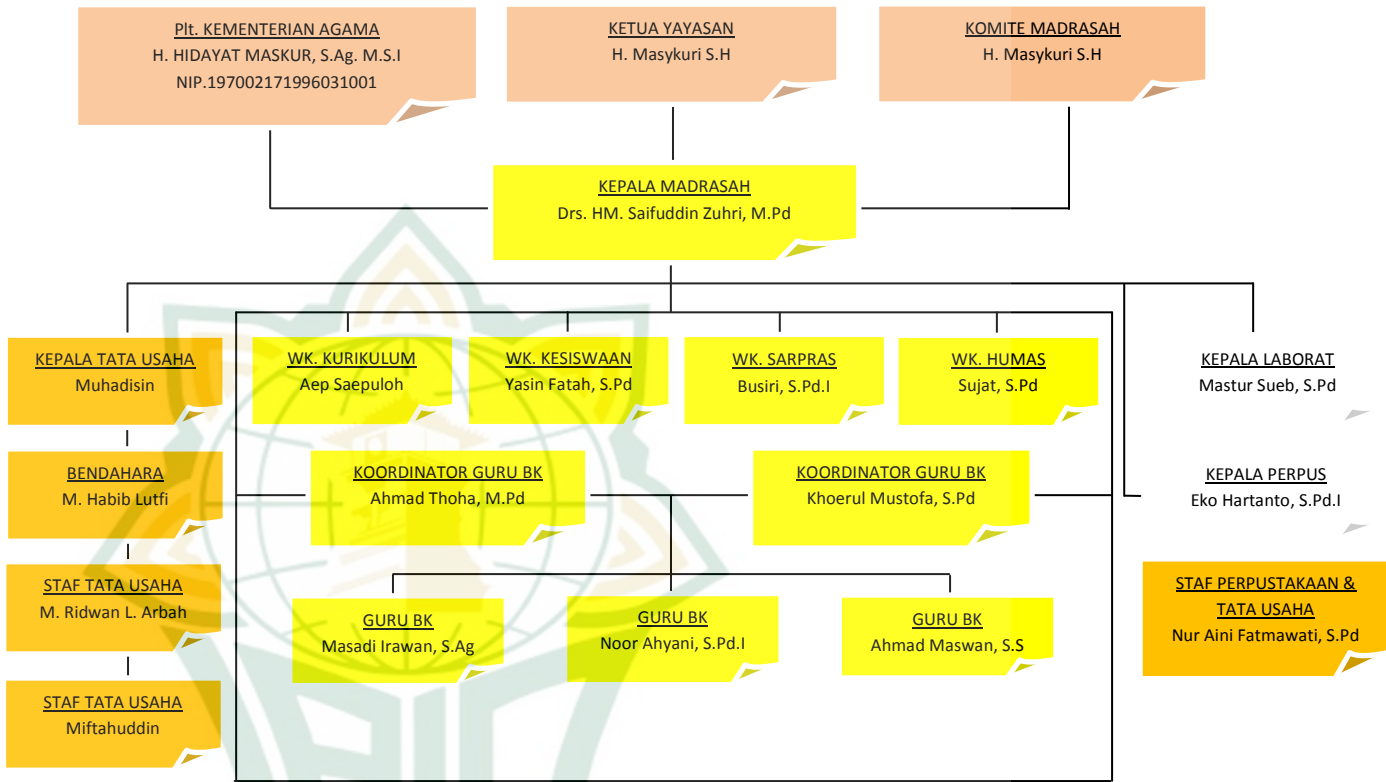 Plt. KEMENTERIAN AGAMA
H. HIDAYAT MASKUR, S.Ag. M.S.I
NIP.197002171996031001
KETUA YAYASAN
H. Masykuri S.H
KOMITE MADRASAH
H. Masykuri S.H
KEPALA MADRASAH
Drs. HM. Saifuddin Zuhri, M.Pd
KEPALA TATA USAHA
Muhadisin
WK. KURIKULUM
Aep Saepuloh
WK. KESISWAAN
Yasin Fatah, S.Pd
WK. SARPRAS
Busiri, S.Pd.I
WK. HUMAS
Sujat, S.Pd
KEPALA LABORAT
Mastur Sueb, S.Pd
BENDAHARA
M. Habib Lutfi
KOORDINATOR GURU BK
Ahmad Thoha, M.Pd
KOORDINATOR GURU BK
Khoerul Mustofa, S.Pd
KEPALA PERPUS
Eko Hartanto, S.Pd.I
STAF TATA USAHA
M. Ridwan L. Arbah
GURU BK
Masadi Irawan, S.Ag
GURU BK
Noor Ahyani, S.Pd.I
GURU BK
Ahmad Maswan, S.S
STAF PERPUSTAKAAN &
TATA USAHA
Nur Aini Fatmawati, S.Pd
STAF TATA USAHA
Miftahuddin